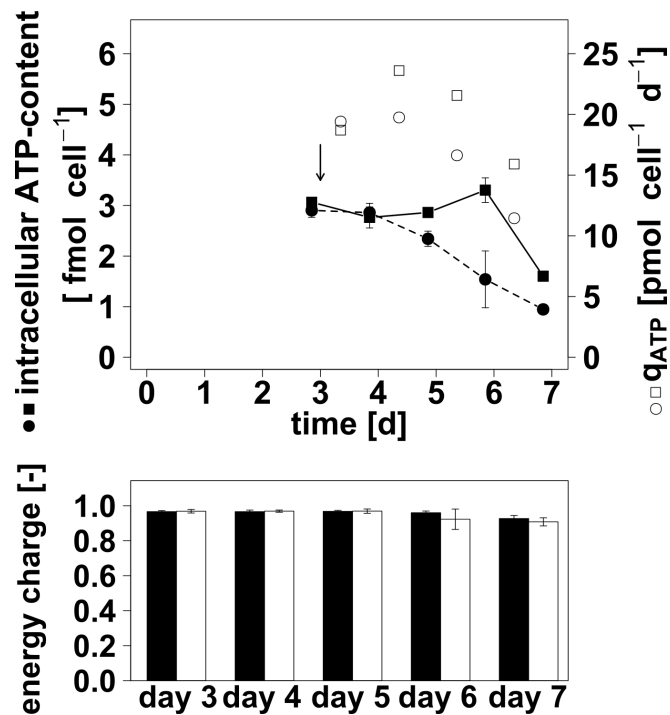 ●■ intracellular ATP-content
[ fmol cell⁻¹]
6
5
4
3
2
1
0
25
20
15
10
5
0
○□ qATP [pmol cell⁻¹ d⁻¹]
0 1 2 3 4 5 6 7
time [d]
energy charge [-]
1.0
0.8
0.6
0.4
0.2
0.0
day 3 day 4 day 5 day 6 day 7